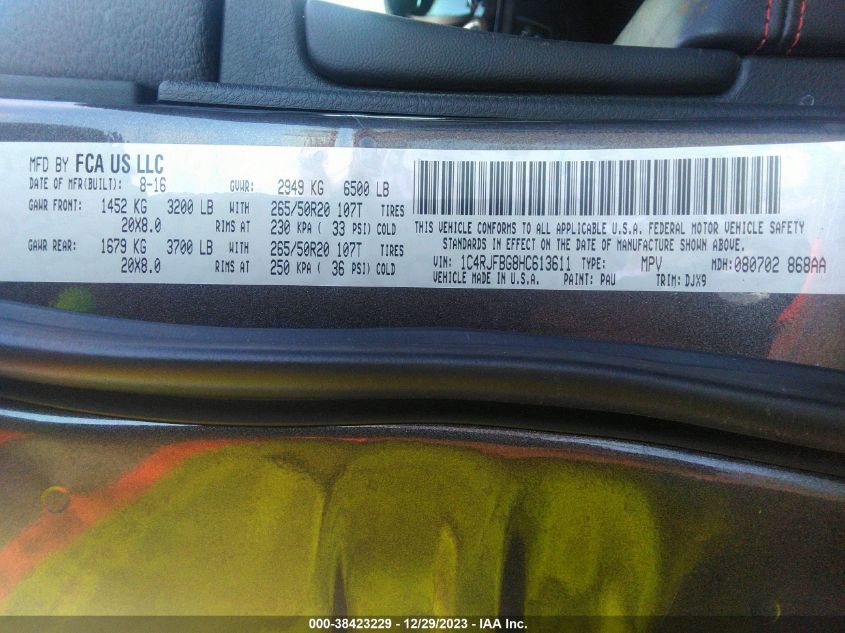 MFD BY FCA US LLC
DATE OF MFR(BUILT): 8-16 GVWR: 2949 KG 6500 LB
GAWR FRONT: 1452 KG 3200 LB WITH 265/50R20 107T TIRES
20X8.0 RIMS AT 230 KPA ( 33 PSI) COLD
GAWR REAR: 1679 KG 3700 LB WITH 265/50R20 107T TIRES
20X8.0 RIMS AT 250 KPA ( 36 PSI) COLD
THIS VEHICLE CONFORMS TO ALL APPLICABLE U.S.A. FEDERAL MOTOR VEHICLE SAFETY
STANDARDS IN EFFECT ON THE DATE OF MANUFACTURE SHOWN ABOVE.
VIN: 1C4RJFBG8HC613611 TYPE: MPV MDH: 080702 868AA
VEHICLE MADE IN U.S.A. PAINT: PAU TRIM: DJX9
000-38423229 - 12/29/2023 - IAA Inc.